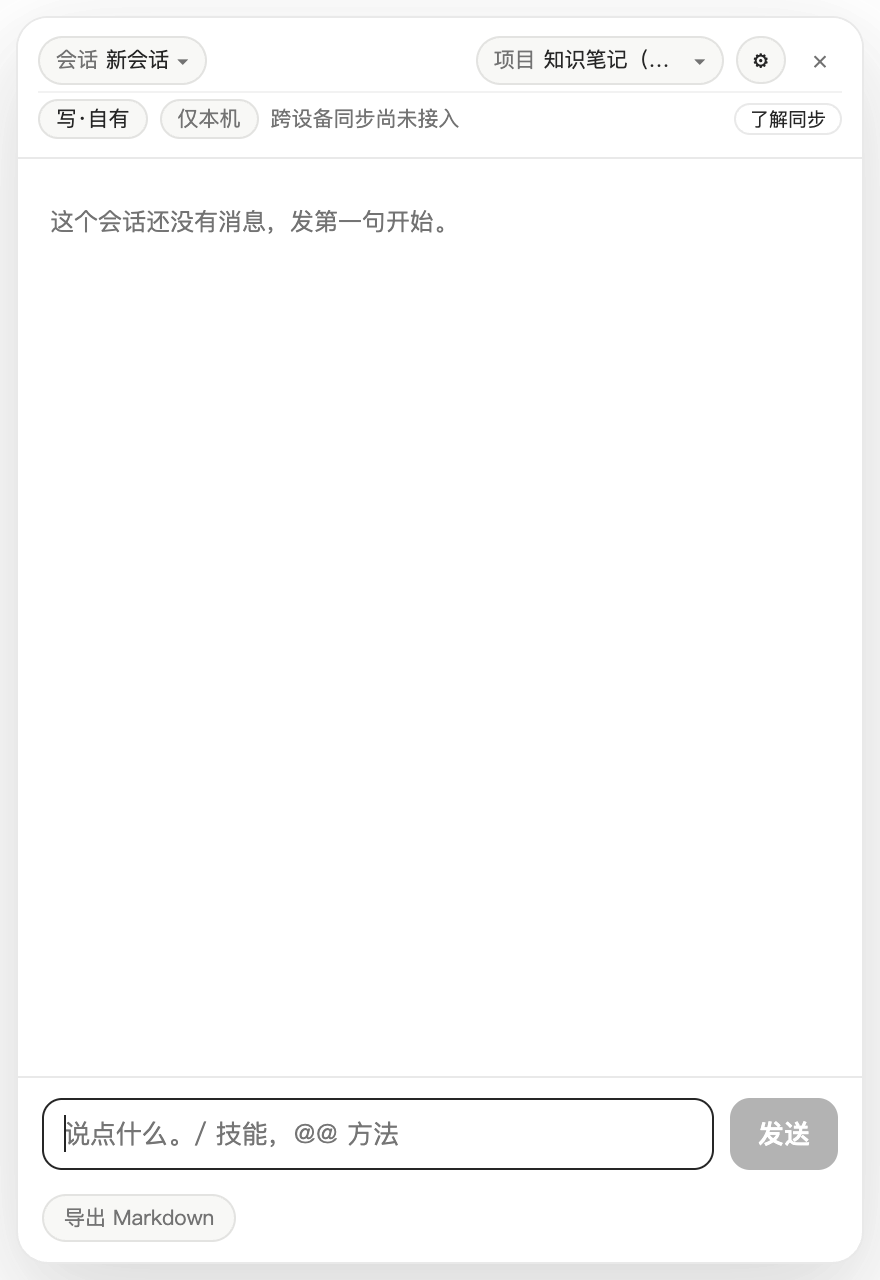 会话 新会话 项目 知识笔记（...
写·自有 仅本机 跨设备同步尚未接入 了解同步
这个会话还没有消息，发第一句开始。
说点什么。/ 技能，@@ 方法 发送
导出 Markdown